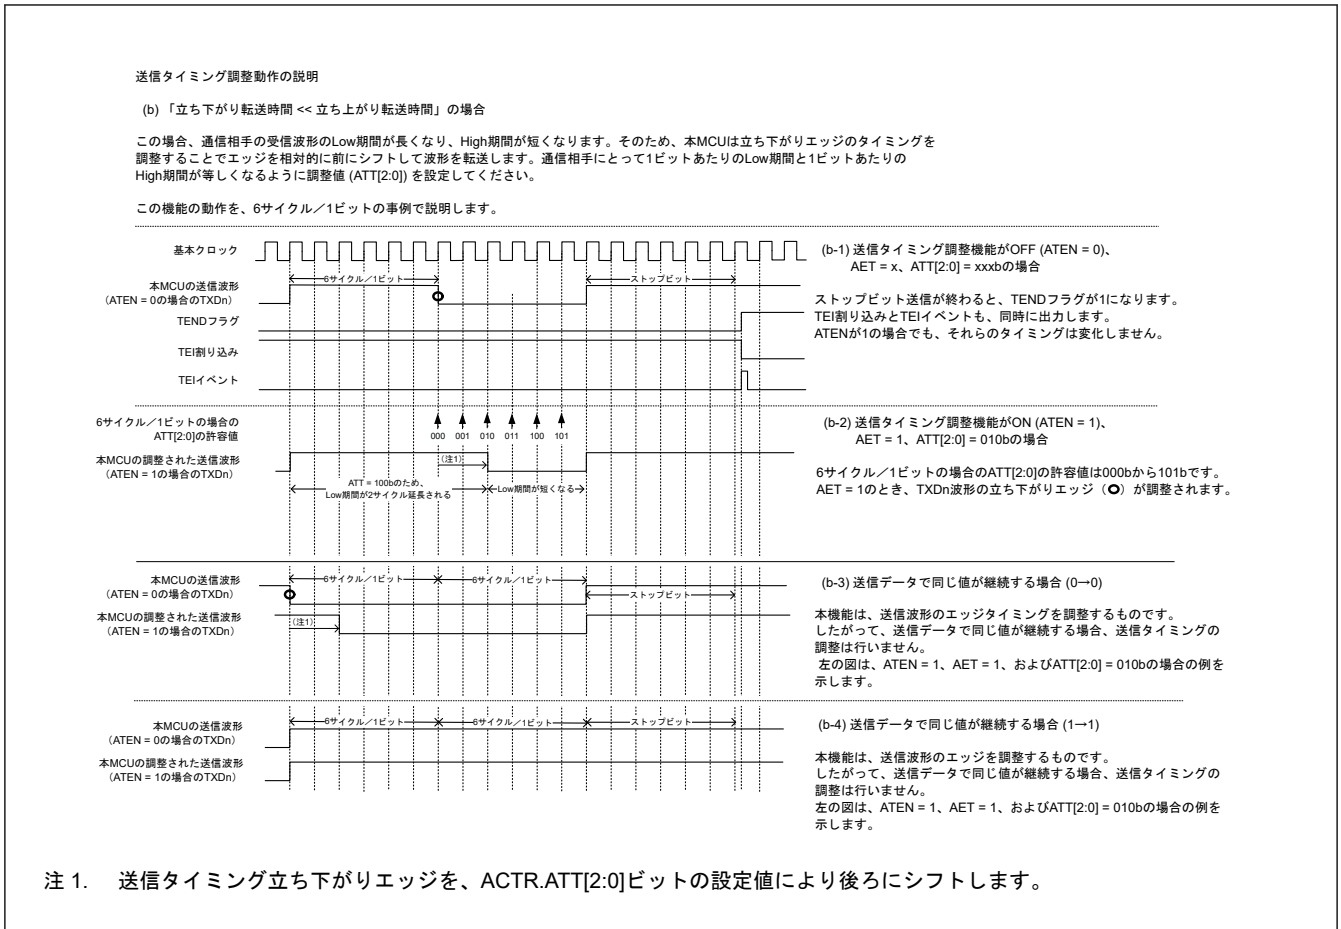 送信タイミング調整動作の説明
(b) 「立ち下がり転送時間 << 立ち上がり転送時間」の場合
この場合、通信相手の受信波形のLow期間が長くなり、High期間が短くなります。そのため、本MCUは立ち下がりエッジのタイミングを
調整することでエッジを相対的に前にシフトして波形を転送します。通信相手にとって1ビットあたりのLow期間と1ビットあたりの
High期間が等しくなるように調整値 (ATT[2:0]) を設定してください。
この機能の動作を、6サイクル／1ビットの事例で説明します。
基本クロック
6サイクル／1ビット
ストップビット
本MCUの送信波形
（ATEN = 0の場合のTXDn）
TENDフラグ
TEI割り込み
TEIイベント
(b-1) 送信タイミング調整機能がOFF (ATEN = 0)、
AET = x、ATT[2:0] = xxxbの場合
ストップビット送信が終わると、TENDフラグが1になります。
TEI割り込みとTEIイベントも、同時に出力します。
ATENが1の場合でも、それらのタイミングは変化しません。
6サイクル／1ビットの場合の
ATT[2:0]の許容値
000 001 010 011 100 101
本MCUの調整された送信波形
（ATEN = 1の場合のTXDn）
（注1）
ATT = 100bのため、
Low期間が2サイクル延長される
Low期間が短くなる
(b-2) 送信タイミング調整機能がON (ATEN = 1)、
AET = 1、ATT[2:0] = 010bの場合
6サイクル／1ビットの場合のATT[2:0]の許容値は000bから101bです。
AET = 1のとき、TXDn波形の立ち下がりエッジ（O）が調整されます。
本MCUの送信波形
（ATEN = 0の場合のTXDn）
6サイクル／1ビット
6サイクル／1ビット
ストップビット
本MCUの調整された送信波形
（ATEN = 1の場合のTXDn）
（注1）
(b-3) 送信データで同じ値が継続する場合 (0→0)
本機能は、送信波形のエッジタイミングを調整するものです。
したがって、送信データで同じ値が継続する場合、送信タイミングの
調整は行いません。
左の図は、ATEN = 1、AET = 1、およびATT[2:0] = 010bの場合の例を
示します。
本MCUの送信波形
（ATEN = 0の場合のTXDn）
6サイクル／1ビット
6サイクル／1ビット
ストップビット
本MCUの調整された送信波形
（ATEN = 1の場合のTXDn）
(b-4) 送信データで同じ値が継続する場合 (1→1)
本機能は、送信波形のエッジを調整するものです。
したがって、送信データで同じ値が継続する場合、送信タイミングの
調整は行いません。
左の図は、ATEN = 1、AET = 1、およびATT[2:0] = 010bの場合の例を
示します。
注 1. 送信タイミング立ち下がりエッジを、ACTR.ATT[2:0]ビットの設定値により後ろにシフトします。